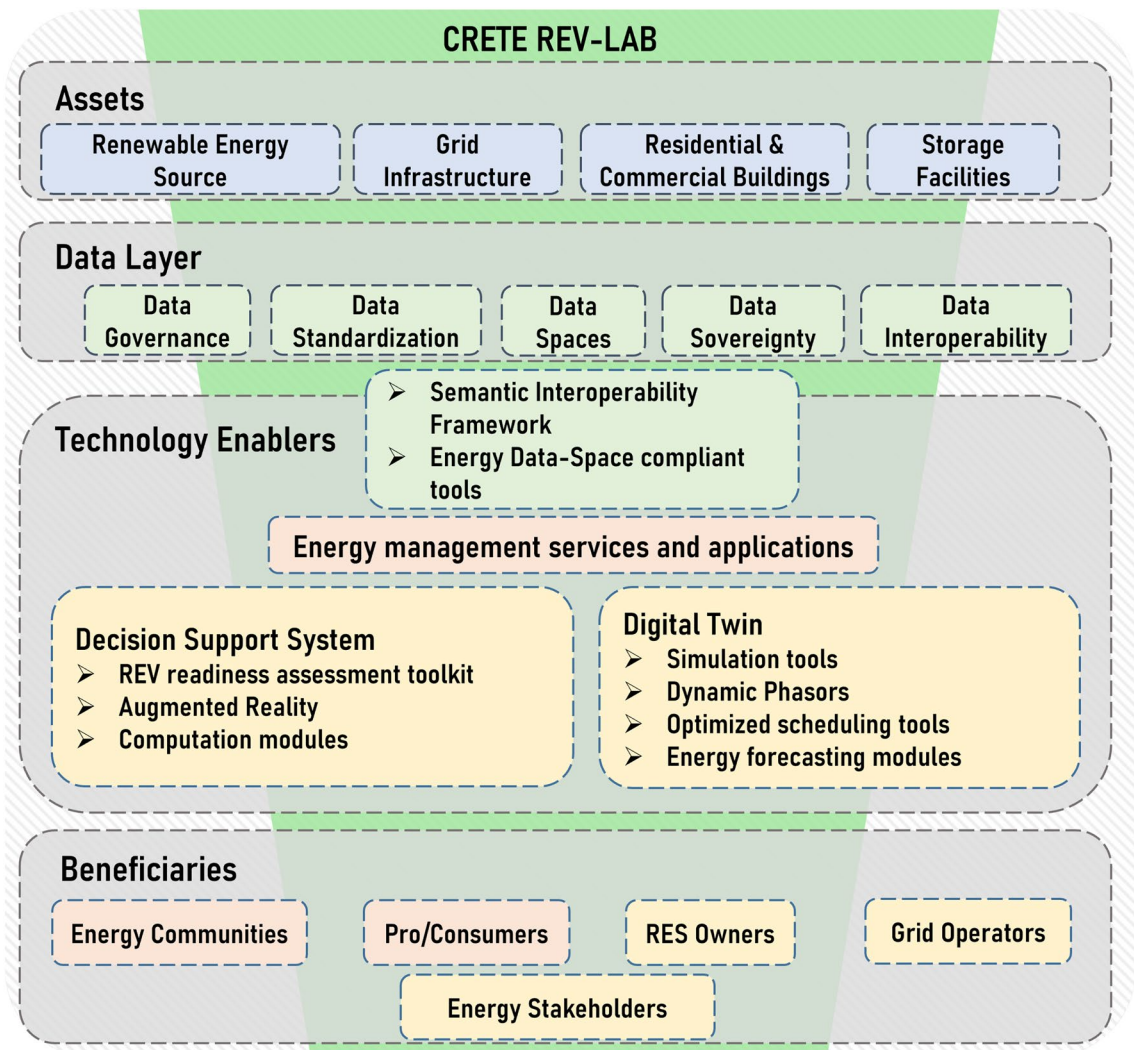 CRETE REV-LAB
Assets
Renewable Energy
Source
Grid
Infrastructure
Residential &
Commercial Buildings
Storage
Facilities
Data Layer
Data
Governance
Data
Standardization
Data
Spaces
Data
Sovereignty
Data
Interoperability
Technology Enablers
➢ Semantic Interoperability
Framework
➢ Energy Data-Space compliant
tools
Energy management services and applications
Decision Support System
➢ REV readiness assessment toolkit
➢ Augmented Reality
➢ Computation modules
Digital Twin
➢ Simulation tools
➢ Dynamic Phasors
➢ Optimized scheduling tools
➢ Energy forecasting modules
Beneficiaries
Energy Communities
Pro/Consumers
RES Owners
Grid Operators
Energy Stakeholders